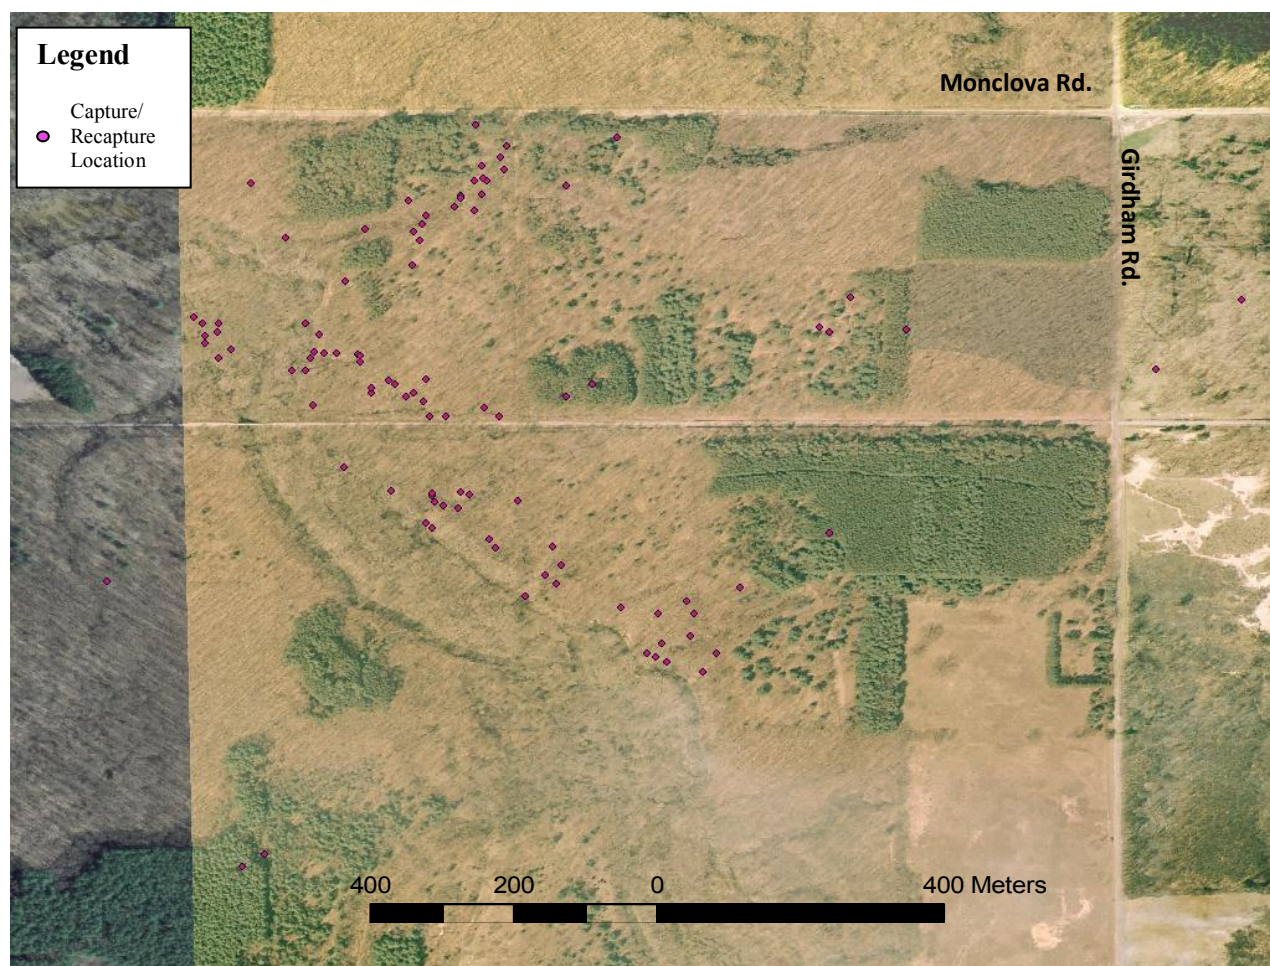 Legend
Capture/
Recapture
Location
Monclova Rd.
Girdham Rd.
400 200 0 400 Meters